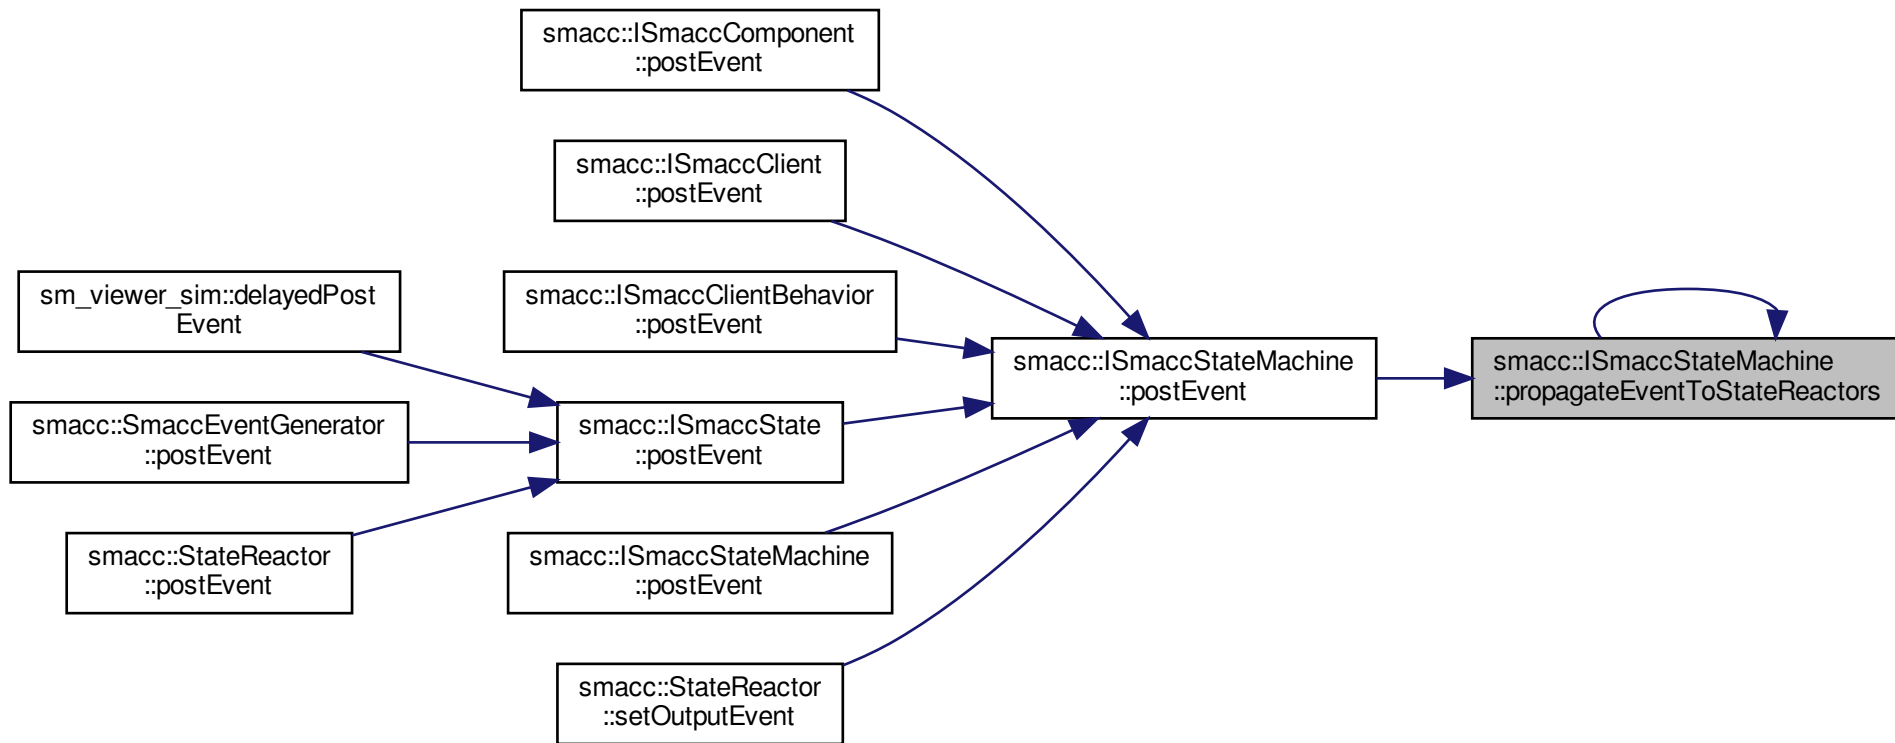 smacc::ISmaccComponent
::postEvent
smacc::ISmaccClient
::postEvent
sm_viewer_sim::delayedPost
Event
smacc::ISmaccClientBehavior
::postEvent
smacc::ISmaccStateMachine
::postEvent
smacc::ISmaccStateMachine
::propagateEventToStateReactors
smacc::SmaccEventGenerator
::postEvent
smacc::ISmaccState
::postEvent
smacc::StateReactor
::postEvent
smacc::ISmaccStateMachine
::postEvent
smacc::StateReactor
::setOutputEvent